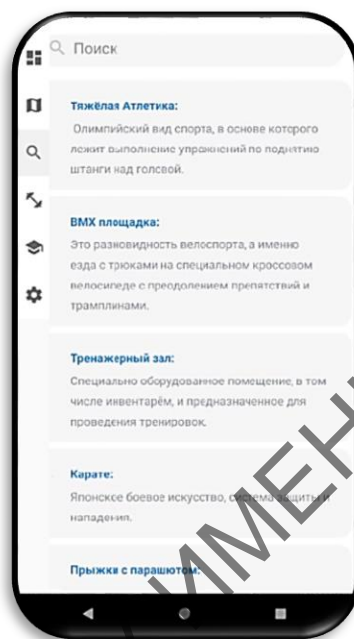 Поиск
Тяжёлая Атлетика:
Олимпийский вид спорта, в основе которого
лежит выполнение упражнений по поднятию
штанги над головой.
BMX площадка:
Это разновидность велоспорта, а именно
езда с трюками на специальном кроссовом
велосипеде с преодолением препятствий и
трамплинами.
Тренажерный зал:
Специально оборудованное помещение, в том
числе инвентарём, и предназначенное для
проведения тренировок.
Карате:
Японское боевое искусство, система защиты и
нападения.
Прыжки с парашютом:
ИМЕН